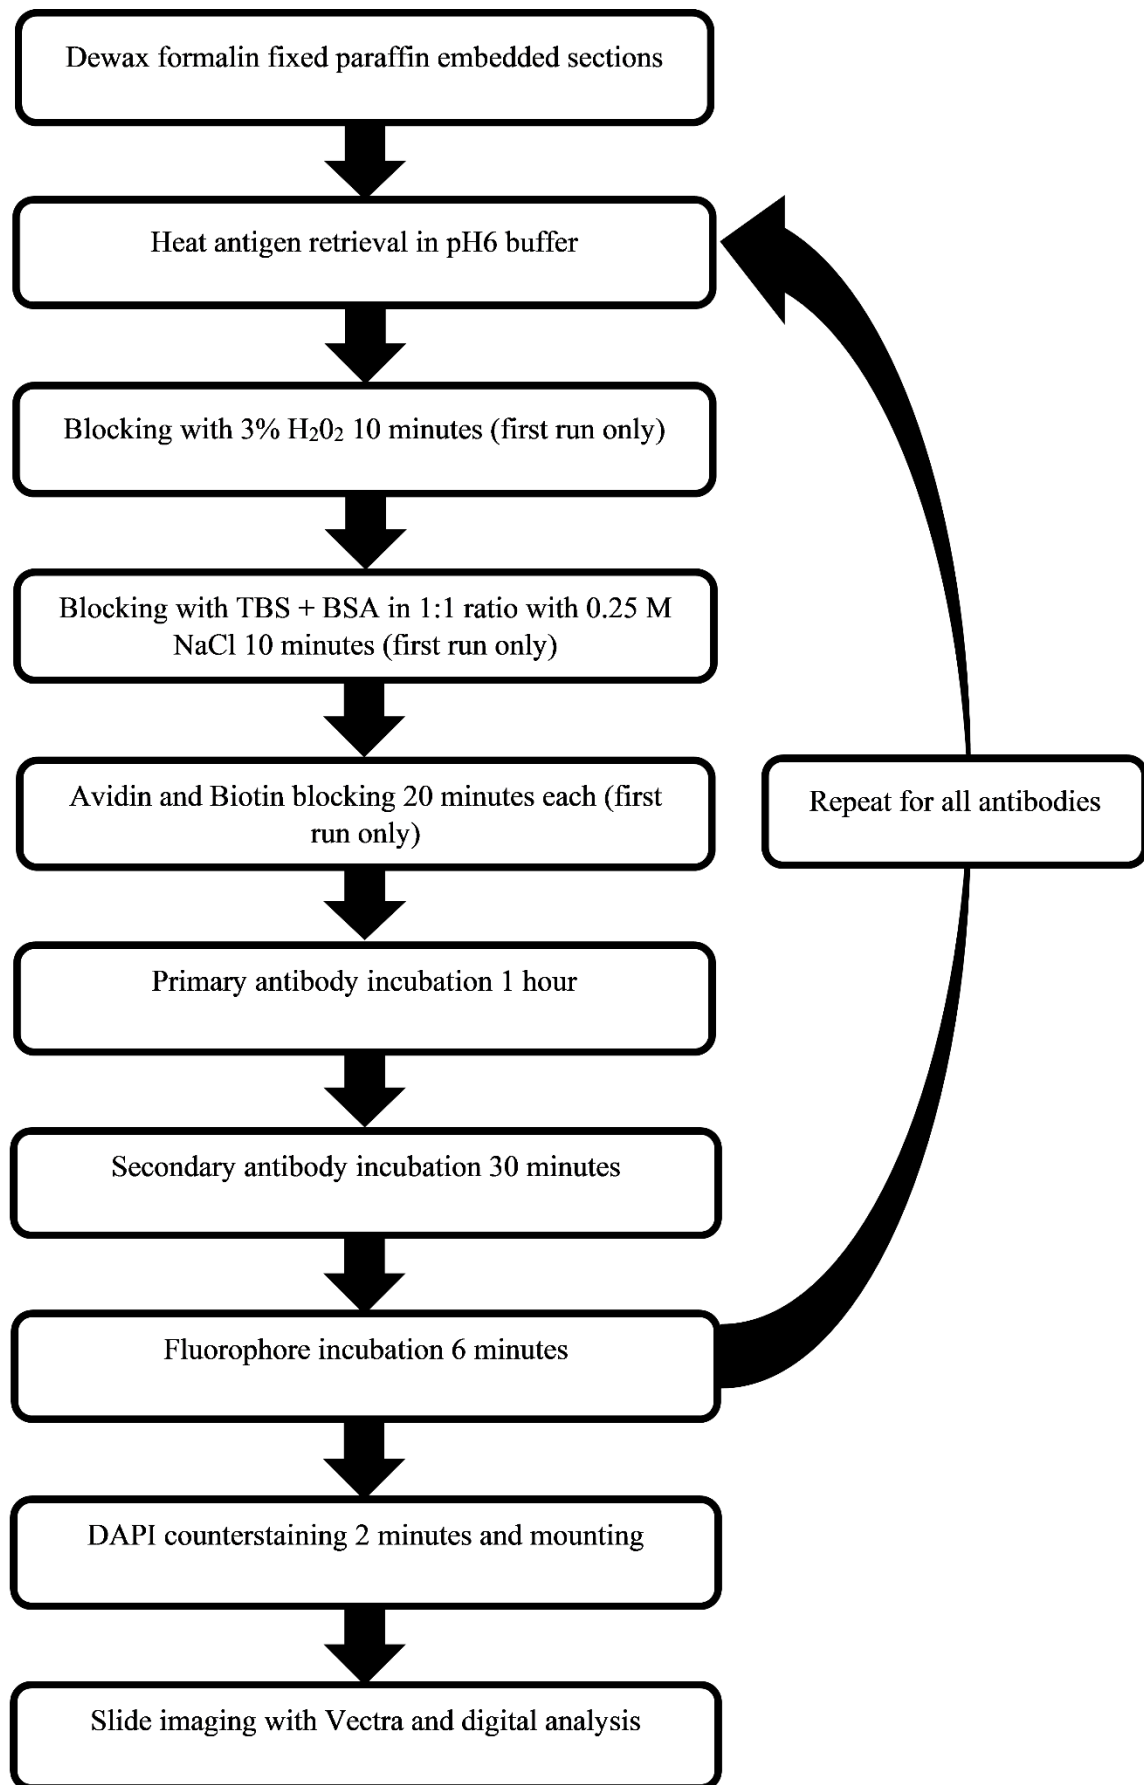 Dewax formalin fixed paraffin embedded sections
Heat antigen retrieval in pH6 buffer
Blocking with 3% H₂0₂ 10 minutes (first run only)
Blocking with TBS + BSA in 1:1 ratio with 0.25 M
NaCl 10 minutes (first run only)
Avidin and Biotin blocking 20 minutes each (first
run only)
Repeat for all antibodies
Primary antibody incubation 1 hour
Secondary antibody incubation 30 minutes
Fluorophore incubation 6 minutes
DAPI counterstaining 2 minutes and mounting
Slide imaging with Vectra and digital analysis